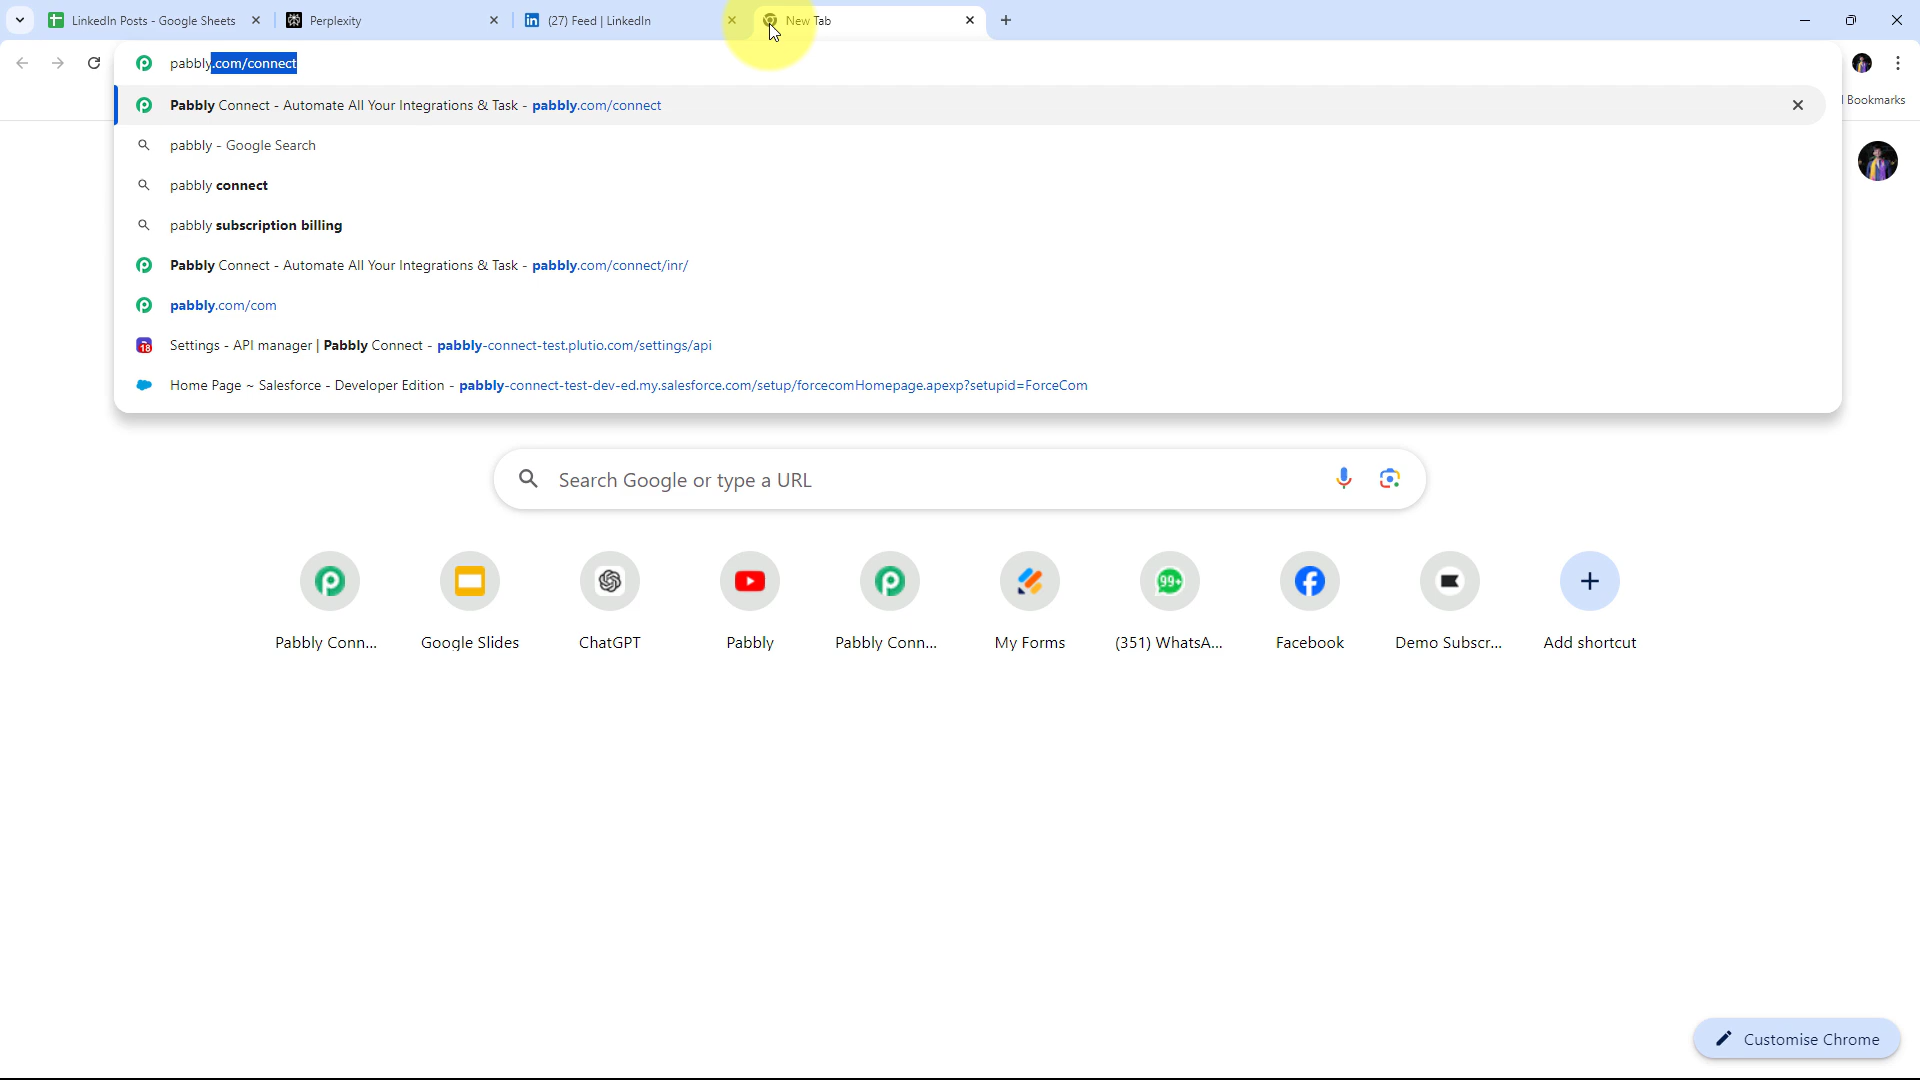 LinkedIn Posts - Google Sheets
Perplexity
(27) Feed | LinkedIn
New Tab
pabbly.com/connect
Pabbly Connect - Automate All Your Integrations & Task - pabbly.com/connect
Bookmarks
pabbly - Google Search
pabbly connect
pabbly subscription billing
Pabbly Connect - Automate All Your Integrations & Task - pabbly.com/connect/inr/
pabbly.com/com
18
Settings - API manager | Pabbly Connect - pabbly-connect-test.plutio.com/settings/api
Home Page ~ Salesforce - Developer Edition - pabbly-connect-test-dev-ed.my.salesforce.com/setup/forcecomHomepage.apexp?setupid=ForceCom
Search Google or type a URL
99+
Pabbly Conn...
Google Slides
ChatGPT
Pabbly
Pabbly Conn...
My Forms
(351) WhatsA...
Facebook
Demo Subscr...
Add shortcut
Customise Chrome